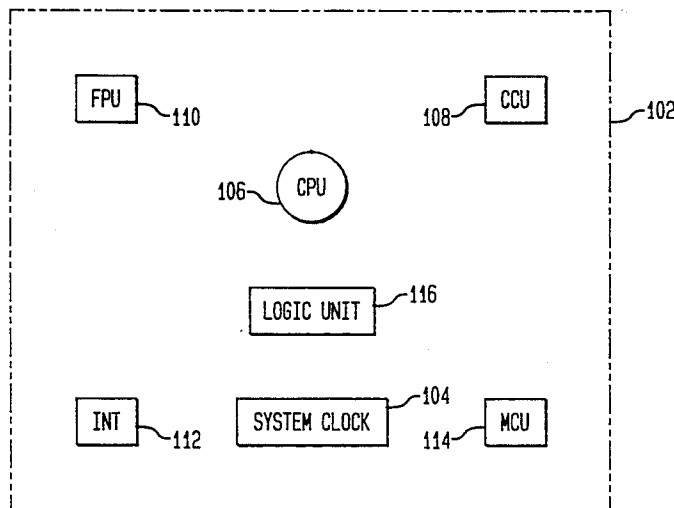 FPU
110
CCU
108
102
CPU
106
LOGIC UNIT
116
INT
112
SYSTEM CLOCK
104
MCU
114